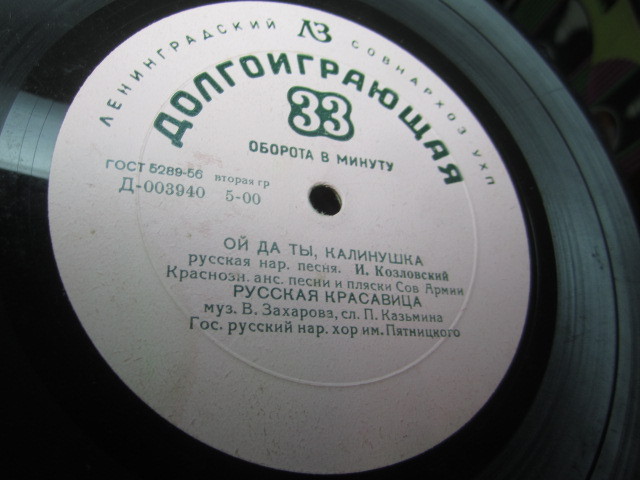 ЛЕНИНГРАДСКИЙ ЛЗ СОВНАРХОЗ УХП
ДОЛГОИГРАЮЩАЯ
33
ОБОРОТА В МИНУТУ
ГОСТ 5289-56 вторая гр
Д-003940 5-00
ОЙ ДА ТЫ, КАЛИНУШКА
русская нар. песня. И. Козловский
Краснозн. анс. песни и пляски Сов Армии
РУССКАЯ КРАСАВИЦА
муз. В. Захарова, сл. П. Казьмина
Гос. русский нар. хор им. Пятницкого